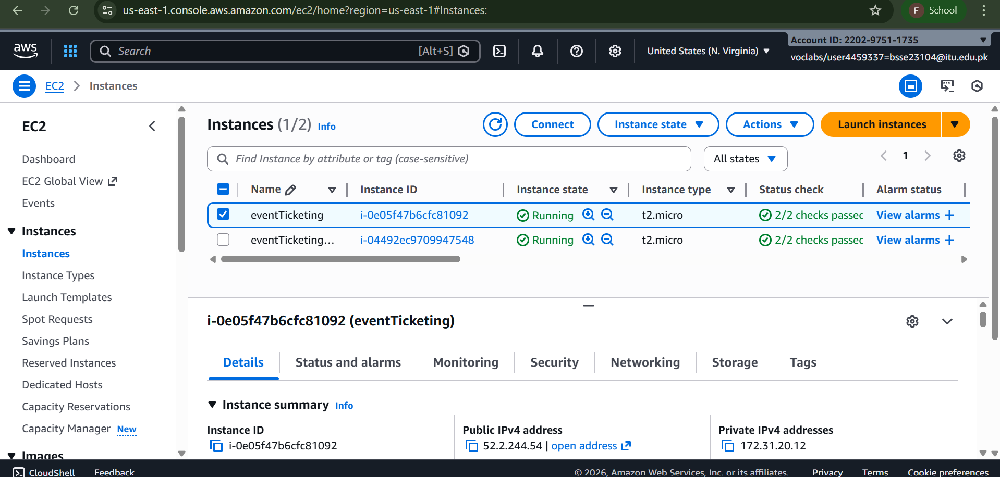 us-east-1.console.aws.amazon.com/ec2/home?region=us-east-1#Instances:
F School
aws
Search [Alt+S]
United States (N. Virginia)
Account ID: 2202-9751-1735
voclabs/user4459337=bsse23104@itu.edu.pk
EC2 Instances
EC2
Dashboard
EC2 Global View
Events
Instances
Instances
Instance Types
Launch Templates
Spot Requests
Savings Plans
Reserved Instances
Dedicated Hosts
Capacity Reservations
Capacity Manager New
Images
Instances (1/2) Info
Connect
Instance state
Actions
Launch instances
Find Instance by attribute or tag (case-sensitive)
All states
1
Name Instance ID Instance state Instance type Status check Alarm status
eventTicketing i-0e05f47b6cfc81092 Running t2.micro 2/2 checks passed View alarms +
eventTicketing... i-04492ec9709947548 Running t2.micro 2/2 checks passed View alarms +
i-0e05f47b6cfc81092 (eventTicketing)
Details Status and alarms Monitoring Security Networking Storage Tags
Instance summary Info
Instance ID
i-0e05f47b6cfc81092
Public IPv4 address
52.2.244.54 | open address
Private IPv4 addresses
172.31.20.12
CloudShell Feedback
© 2026, Amazon Web Services, Inc. or its affiliates. Privacy Terms Cookie preferences